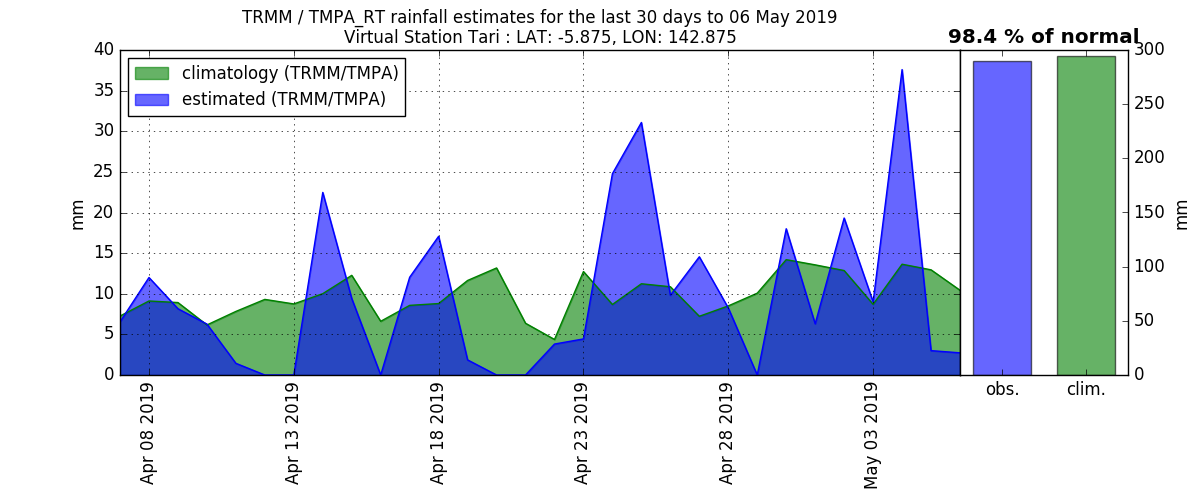 TRMM / TMPA_RT rainfall estimates for the last 30 days to 06 May 2019
Virtual Station Tari : LAT: -5.875, LON: 142.875
98.4 % of normal
climatology (TRMM/TMPA)
estimated (TRMM/TMPA)
40
35
30
25
20
15
10
5
0
mm
300
250
200
150
100
50
0
mm
Apr 08 2019
Apr 13 2019
Apr 18 2019
Apr 23 2019
Apr 28 2019
May 03 2019
obs.
clim.